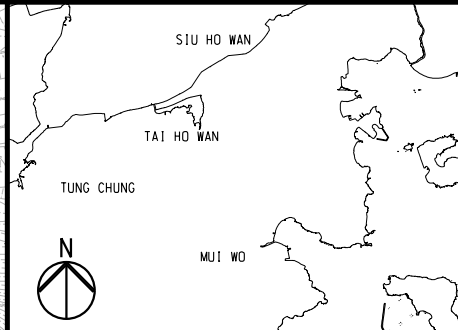 SIU HO WAN
TAI HO WAN
TUNG CHUNG
MUI WO
N